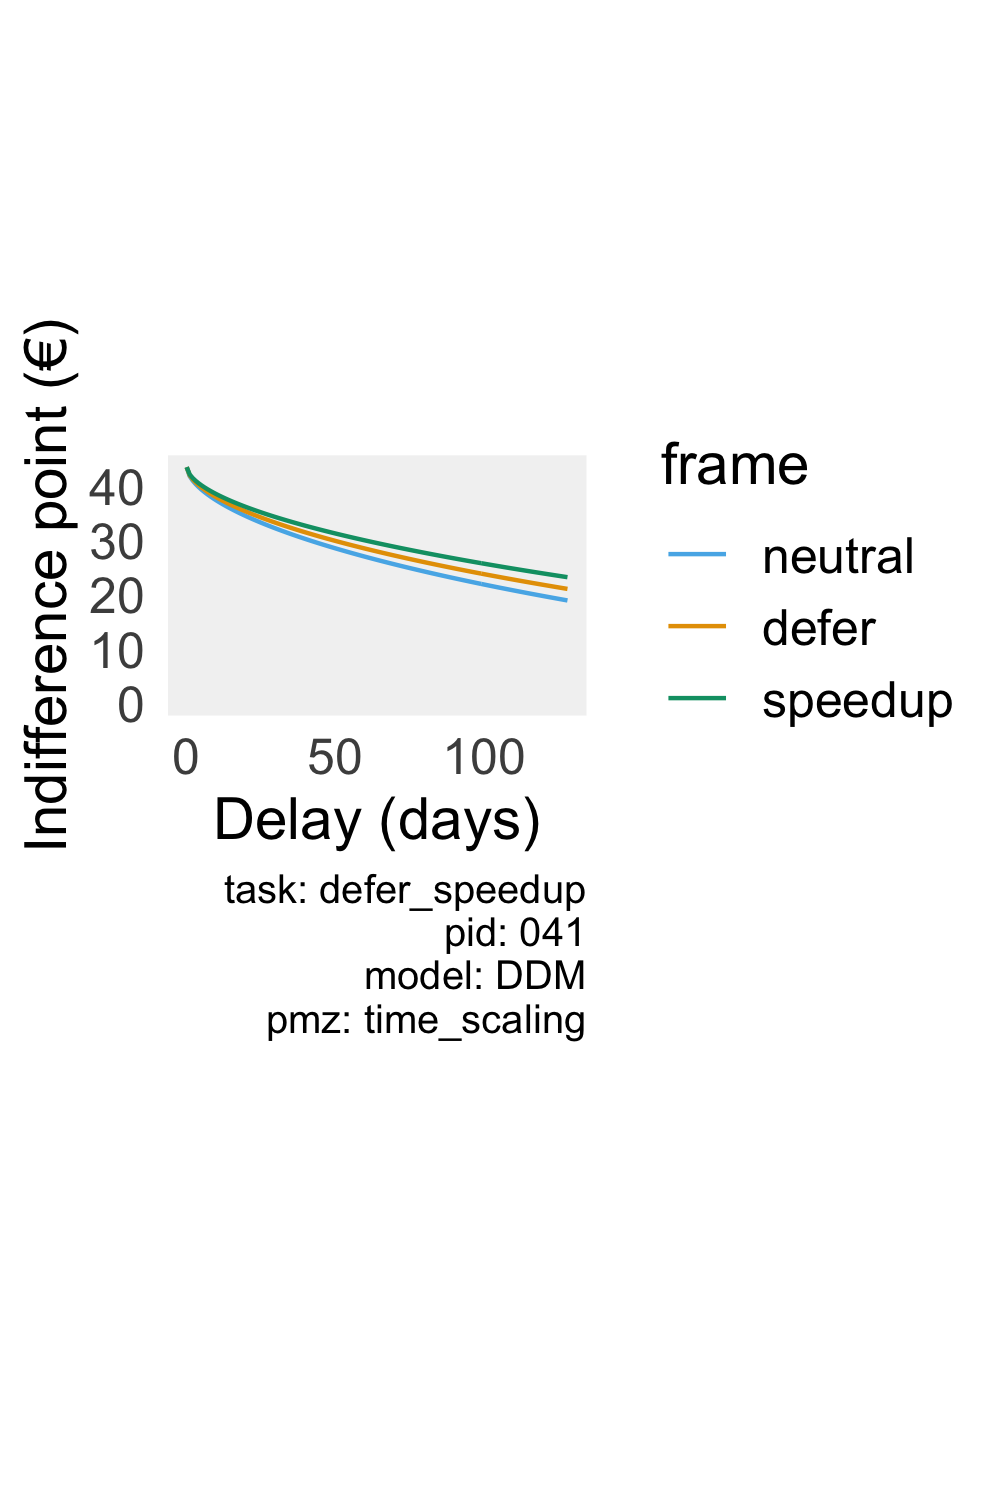 Indifference point (€)
40
30
20
10
0
0 50 100
Delay (days)
frame
neutral
defer
speedup
task: defer_speedup
pid: 041
model: DDM
pmz: time_scaling